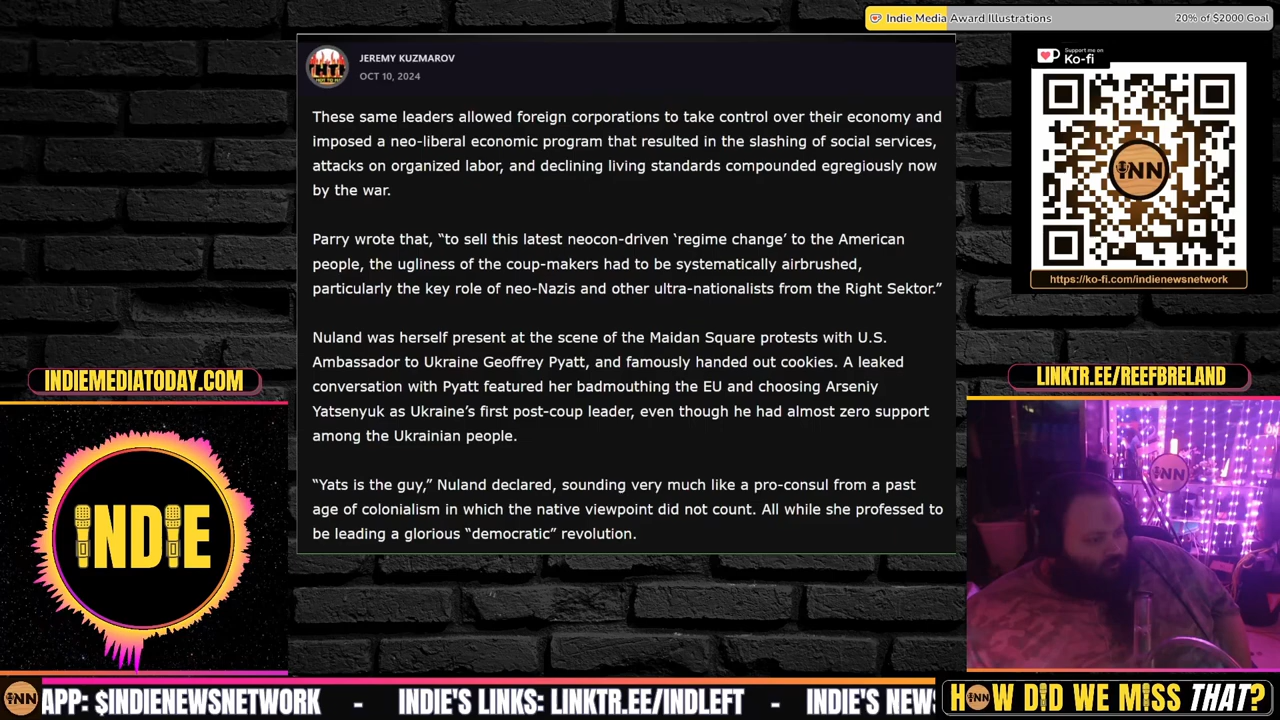 Indie Media Award Illustrations
20% of $2000 Goal
JEREMY KUZMAROV
OCT 10, 2024
These same leaders allowed foreign corporations to take control over their economy and
imposed a neo-liberal economic program that resulted in the slashing of social services,
attacks on organized labor, and declining living standards compounded egregiously now
by the war.
Parry wrote that, “to sell this latest neocon-driven ‘regime change’ to the American
people, the ugliness of the coup-makers had to be systematically airbrushed,
particularly the key role of neo-Nazis and other ultra-nationalists from the Right Sektor.”
Nuland was herself present at the scene of the Maidan Square protests with U.S.
Ambassador to Ukraine Geoffrey Pyatt, and famously handed out cookies. A leaked
conversation with Pyatt featured her badmouthing the EU and choosing Arseniy
Yatsenyuk as Ukraine’s first post-coup leader, even though he had almost zero support
among the Ukrainian people.
“Yats is the guy,” Nuland declared, sounding very much like a pro-consul from a past
age of colonialism in which the native viewpoint did not count. All while she professed to
be leading a glorious “democratic” revolution.
Support me on
Ko-fi
INN
https://ko-fi.com/indienewsnetwork
INDIEMEDIATODAY.COM
LINKTR.EE/REEFBRELAND
INDIE
INN
INN
APP: $INDIENEWSNETWORK - INDIE'S LINKS: LINKTR.EE/INDLEFT - INDIE'S NEWS
HOW DID WE MISS THAT?